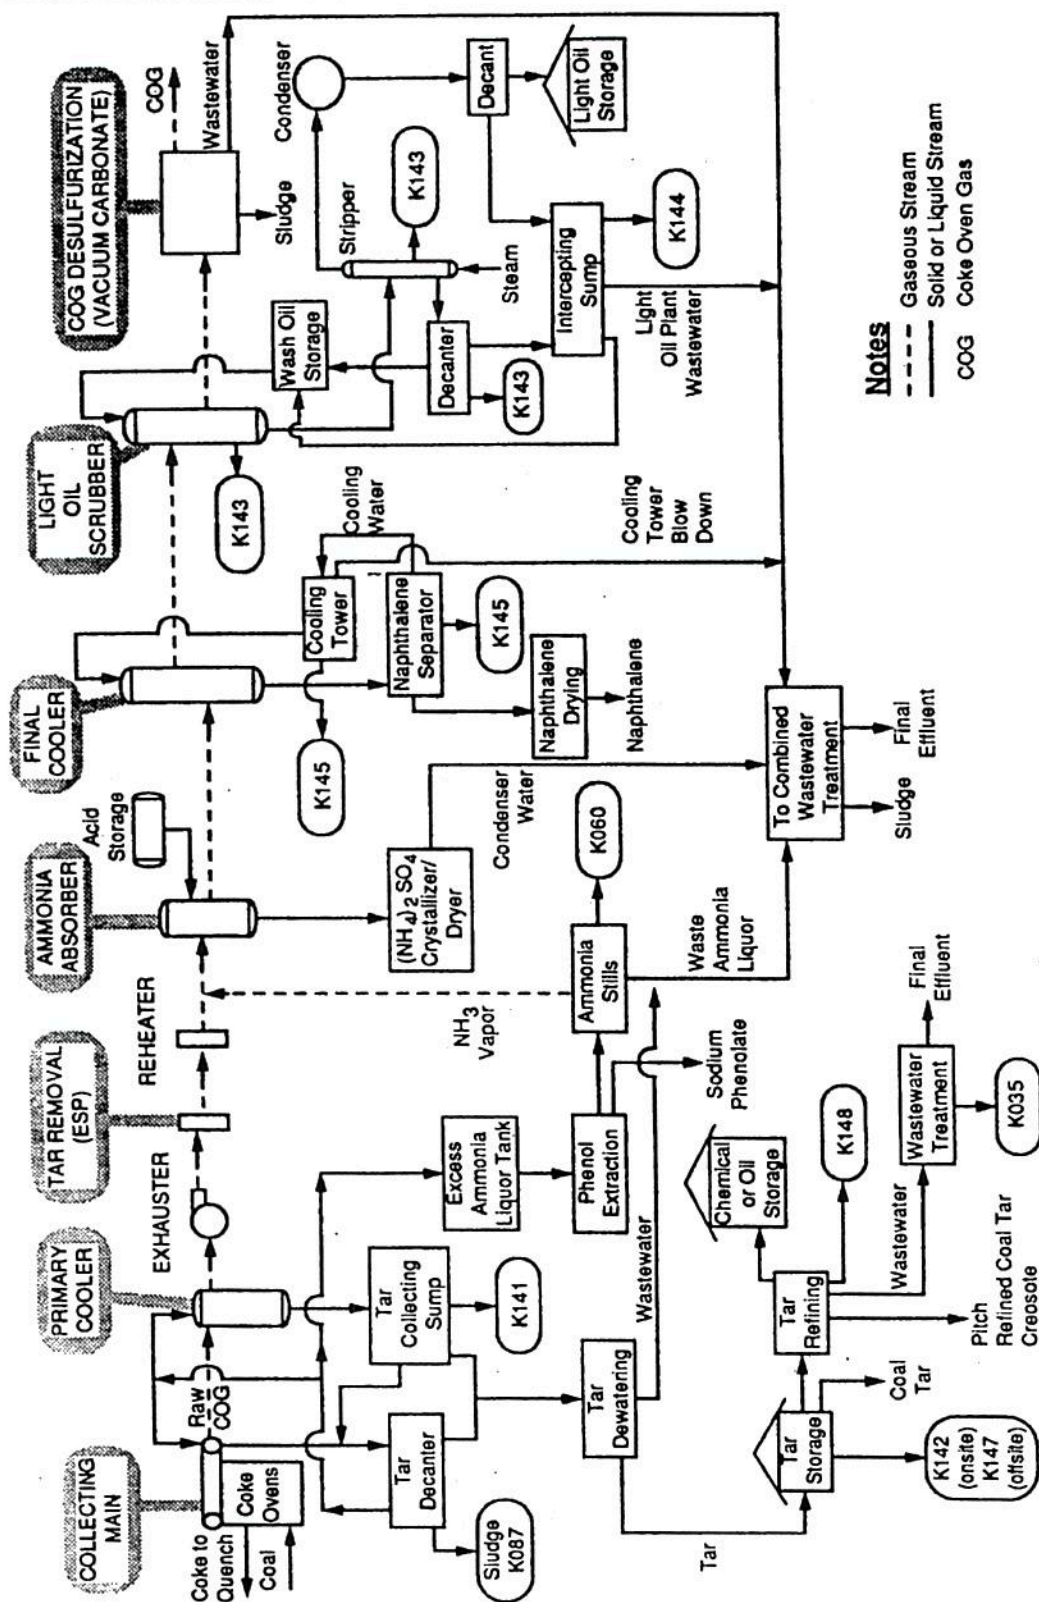 COLLECTING
MAIN
PRIMARY
COOLER
TAR REMOVAL
(ESP)
AMMONIA
ABSORBER
FINAL
COOLER
LIGHT
OIL
SCRUBBER
COG DESULFURIZATION
(VACUUM CARBONATE)
Coke to
Quench
Coal
Coke
Ovens
Raw
COG
EXHAUSTER
REHEATER
Acid
Storage
COG
Wastewater
Sludge
Condenser
Decant
Light Oil
Storage
Stripper
K143
Steam
K143
Wash Oil
Storage
Decanter
K143
Intercepting
Sump
K144
Light
Oil Plant
Wastewater
Cooling
Water
Cooling
Tower
K145
Naphthalene
Separator
K145
Naphthalene
Drying
Naphthalene
Cooling
Tower
Blow
Down
(NH4)2SO4
Crystallizer/
Dryer
Condenser
Water
NH3
Vapor
Excess
Ammonia
Liquor Tank
Phenol
Extraction
Ammonia
Stills
K060
Waste
Ammonia
Liquor
Sodium
Phenolate
To Combined
Wastewater
Treatment
Sludge
Final
Effluent
Tar
Decanter
Sludge
K087
Tar
Collecting
Sump
K141
Tar
Dewatering
Wastewater
Tar
Tar
Storage
K142
(onsite)
K147
(offsite)
Coal
Tar
Tar
Refining
Chemical
or Oil
Storage
K148
Pitch
Refined Coal Tar
Creosote
Wastewater
Wastewater
Treatment
Final
Effluent
K035
Notes
Gaseous Stream
Solid or Liquid Stream
COG Coke Oven Gas